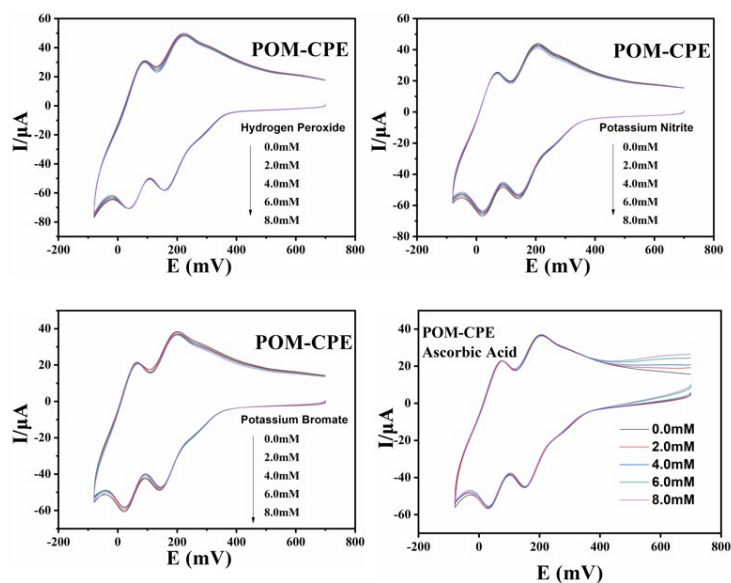 60
40
20
0
-20
-40
-60
-80
I/μA
POM-CPE
Hydrogen Peroxide
0.0mM
2.0mM
4.0mM
6.0mM
8.0mM
-200 0 200 400 600 800
E (mV)
60
40
20
0
-20
-40
-60
-80
I/μA
POM-CPE
Potassium Nitrite
0.0mM
2.0mM
4.0mM
6.0mM
8.0mM
-200 0 200 400 600 800
E (mV)
40
20
0
-20
-40
-60
I/μA
POM-CPE
Potassium Bromate
0.0mM
2.0mM
4.0mM
6.0mM
8.0mM
-200 0 200 400 600 800
E (mV)
40
20
0
-20
-40
-60
I/μA
POM-CPE
Ascorbic Acid
0.0mM
2.0mM
4.0mM
6.0mM
8.0mM
-200 0 200 400 600 800
E (mV)